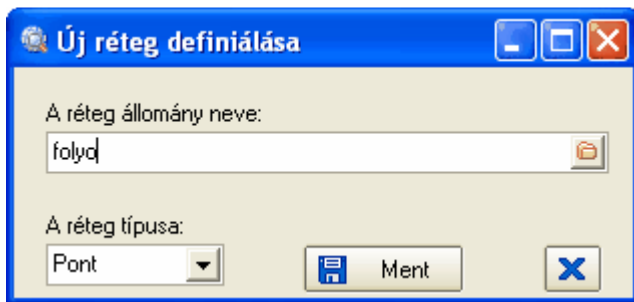 Új réteg definiálása
A réteg állomány neve:
folyo
A réteg típusa:
Pont
Ment